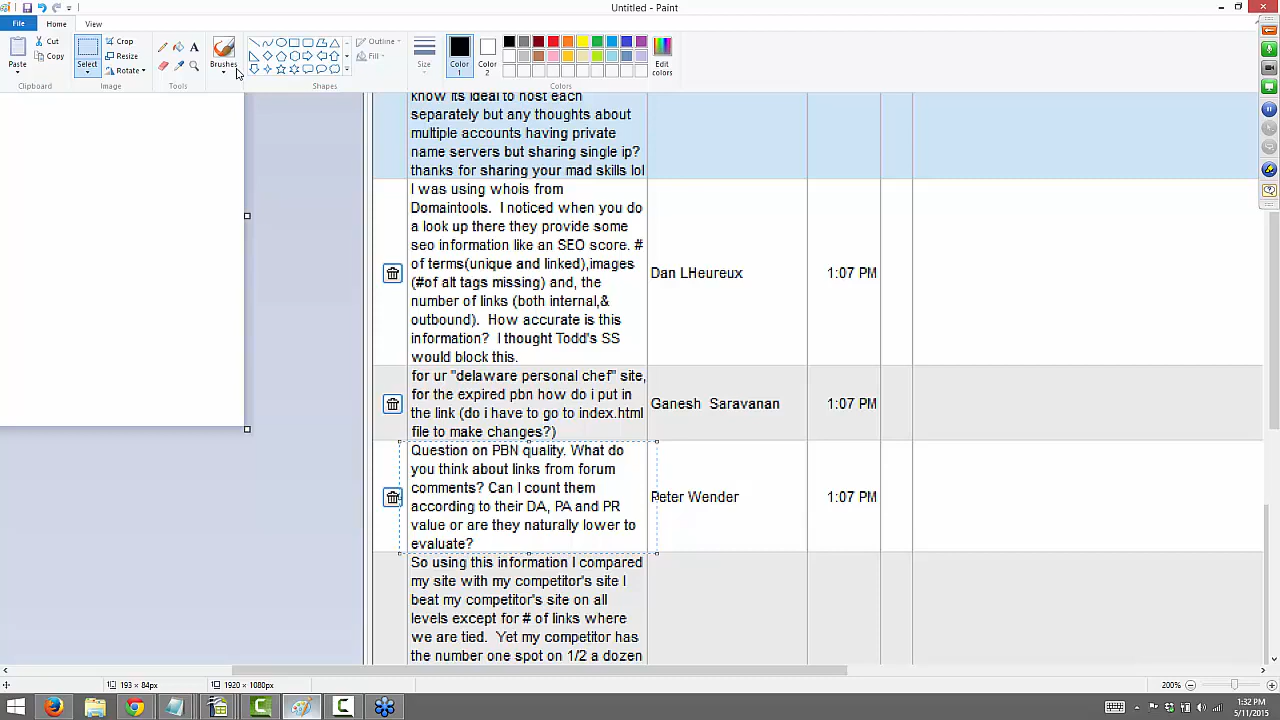 Untitled - Paint
File
Home
View
Paste
Cut
Copy
Clipboard
Select
Crop
Resize
Rotate
Image
Tools
Brushes
Outline
Fill
Shapes
Size
Color
1
Color
2
Edit
colors
Colors
know its ideal to host each
separately but any thoughts about
multiple accounts having private
name servers but sharing single ip?
thanks for sharing your mad skills lol
I was using whois from
Domaintools. I noticed when you do
a look up there they provide some
seo information like an SEO score. #
of terms(unique and linked),images
(#of alt tags missing) and, the
number of links (both internal,&
outbound). How accurate is this
information? I thought Todd's SS
would block this.
Dan LHeureux
1:07 PM
for ur "delaware personal chef" site,
for the expired pbn how do i put in
the link (do i have to go to index.html
file to make changes?)
Ganesh Saravanan
1:07 PM
Question on PBN quality. What do
you think about links from forum
comments? Can I count them
according to their DA, PA and PR
value or are they naturally lower to
evaluate?
Peter Wender
1:07 PM
So using this information I compared
my site with my competitor's site I
beat my competitor's site on all
levels except for # of links where
we are tied. Yet my competitor has
the number one spot on 1/2 a dozen
193 × 84px
1920 × 1080px
200%
1:32 PM
5/11/2015